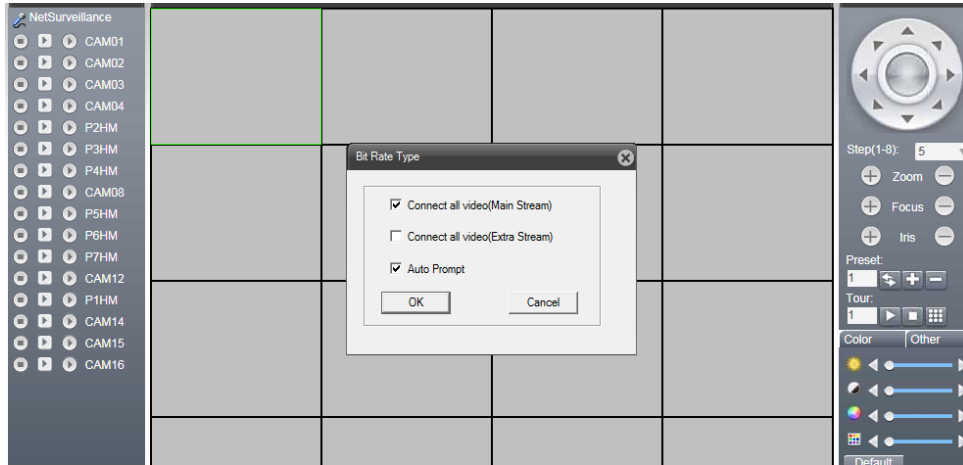 NetSurveillance
CAM01
CAM02
CAM03
CAM04
P2HM
P3HM
P4HM
CAM08
P5HM
P6HM
P7HM
CAM12
P1HM
CAM14
CAM15
CAM16
Bit Rate Type
Connect all video(Main Stream)
Connect all video(Extra Stream)
Auto Prompt
OK Cancel
Step(1-8): 5
Zoom
Focus
Iris
Preset:
1
Tour:
1
Color Other
Default